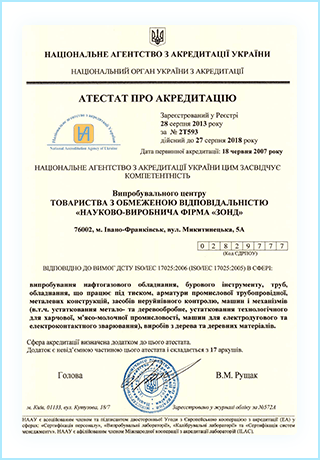 НАЦІОНАЛЬНЕ АГЕНТСТВО З АКРЕДИТАЦІЇ УКРАЇНИ
НАЦІОНАЛЬНИЙ ОРГАН УКРАЇНИ З АКРЕДИТАЦІЇ
АТЕСТАТ ПРО АКРЕДИТАЦІЮ
Зареєстрований у Реєстрі
28 серпня 2013 року
за № 2Т593
дійсний до 27 серпня 2018 року
Дата первинної акредитації: 18 червня 2007 року
National Accreditation Agency of Ukraine
НАЦІОНАЛЬНЕ АГЕНТСТВО З АКРЕДИТАЦІЇ УКРАЇНИ ЦИМ ЗАСВІДЧУЄ
КОМПЕТЕНТНІСТЬ
Випробувального центру
ТОВАРИСТВА З ОБМЕЖЕНОЮ ВІДПОВІДАЛЬНІСТЮ
«НАУКОВО-ВИРОБНИЧА ФІРМА «ЗОНД»
76002, м. Івано-Франківськ, вул. Микитинецька, 5А
0 2 8 2 9 7 7 7
(Код ЄДРПОУ)
ВІДПОВІДНО ДО ВИМОГ ДСТУ ISO/IEC 17025:2006 (ISO/IEC 17025:2005) В СФЕРІ:
випробування нафтогазового обладнання, бурового інструменту, труб,
обладнання, що працює під тиском, арматури промислової трубопровідної,
металевих конструкцій, засобів неруйнівного контролю, машин і механізмів
(в.т.ч. устаткування метало- та деревообробне, устаткування технологічного
для харчової, м'ясо-молочної промисловості, машин для електродугового та
електроконтактного зварювання), виробів з дерева та деревних матеріалів.
Сфера акредитації визначена додатком до цього атестата.
Додаток є невід'ємною частиною цього атестата і складається з 17 аркушів.
Голова
В.М. Рущак
м. Київ, 01133, вул. Кутузова, 18/7
Зареєстровано у журналі обліку за №572А
НААУ є асоційованим членом та підписантом двосторонньої Угоди з Європейською кооперацією з акредитації (ЕА) у
сферах: «Сертифікація персоналу», «Випробувальні лабораторії», «Калібрувальні лабораторії» та «Сертифікація систем
менеджменту». НААУ є афілійованим членом Міжнародної кооперації з акредитації лабораторій (ILAC).